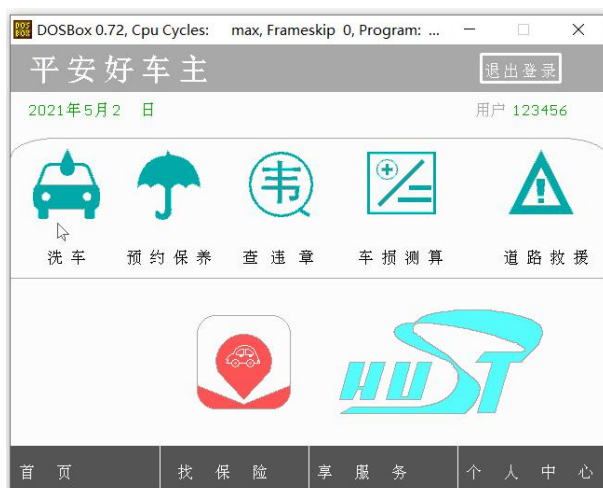 DOSBox 0.72, Cpu Cycles: max, Frameskip 0, Program: ...
平安好车主
退出登录
2021年5月2 日
用户 123456
洗车 预约保养 查违章 车损测算 道路救援
HUST
首页 找保险 享服务 个人中心